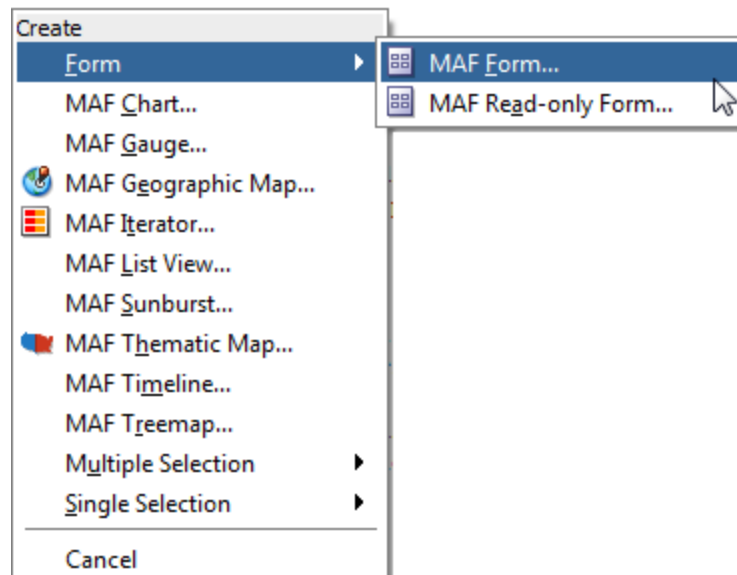 Create
Form
MAF Form...
MAF Read-only Form...
MAF Chart...
MAF Gauge...
MAF Geographic Map...
MAF Iterator...
MAF List View...
MAF Sunburst...
MAF Thematic Map...
MAF Timeline...
MAF Treemap...
Multiple Selection
Single Selection
Cancel